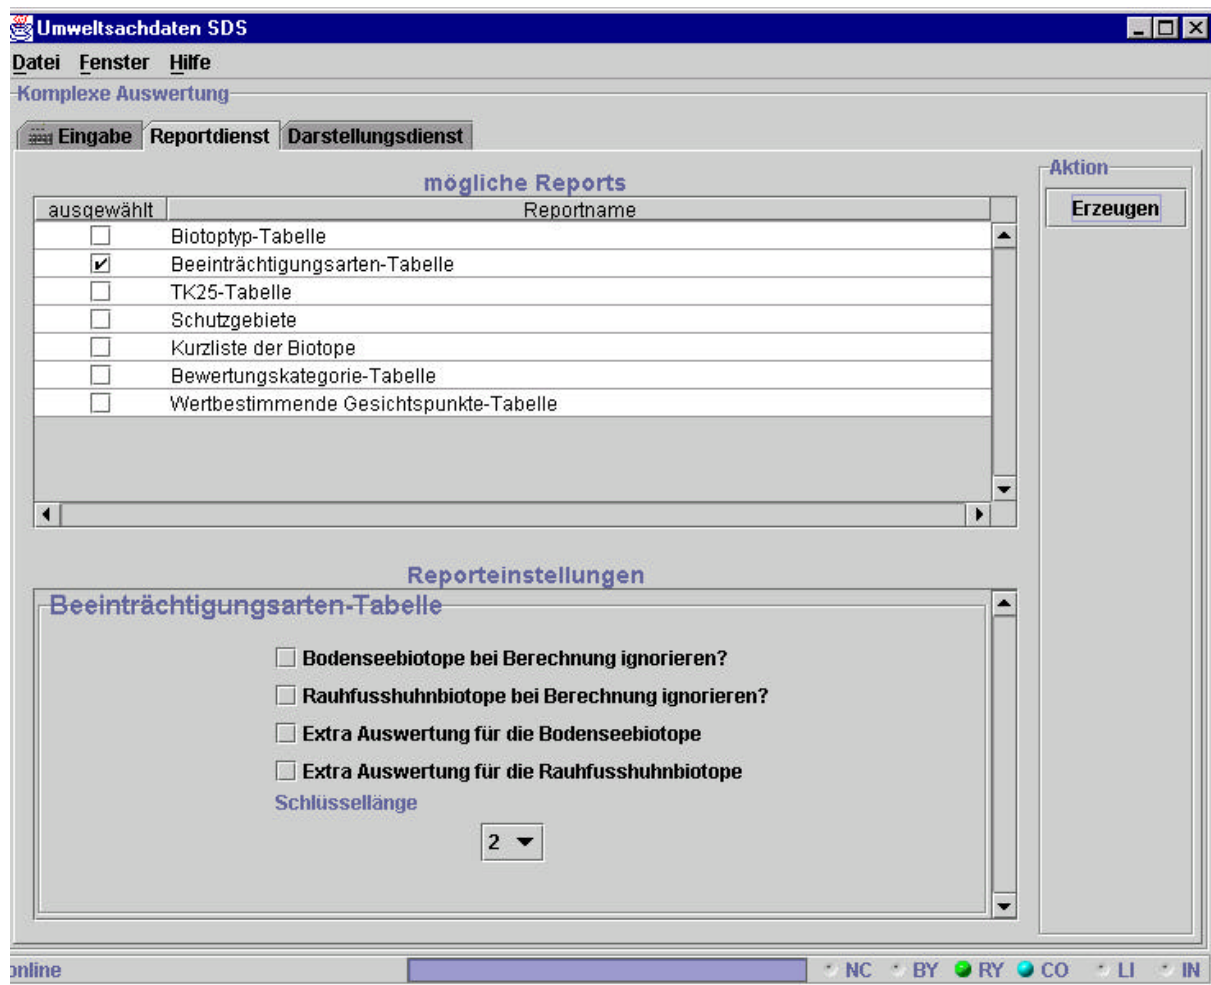 Umweltsachdaten SDS
Datei Fenster Hilfe
Komplexe Auswertung
Eingabe Reportdienst Darstellungsdienst
Aktion
mögliche Reports
Erzeugen
ausgewählt Reportname
Biotoptyp-Tabelle
Beeinträchtigungsarten-Tabelle
TK25-Tabelle
Schutzgebiete
Kurzliste der Biotope
Bewertungskategorie-Tabelle
Wertbestimmende Gesichtspunkte-Tabelle
Reporteinstellungen
Beeinträchtigungsarten-Tabelle
Bodenseebiotope bei Berechnung ignorieren?
Rauhfusshuhnbiotope bei Berechnung ignorieren?
Extra Auswertung für die Bodenseebiotope
Extra Auswertung für die Rauhfusshuhnbiotope
Schlüssellänge
2
online NC BY RY CO LI IN